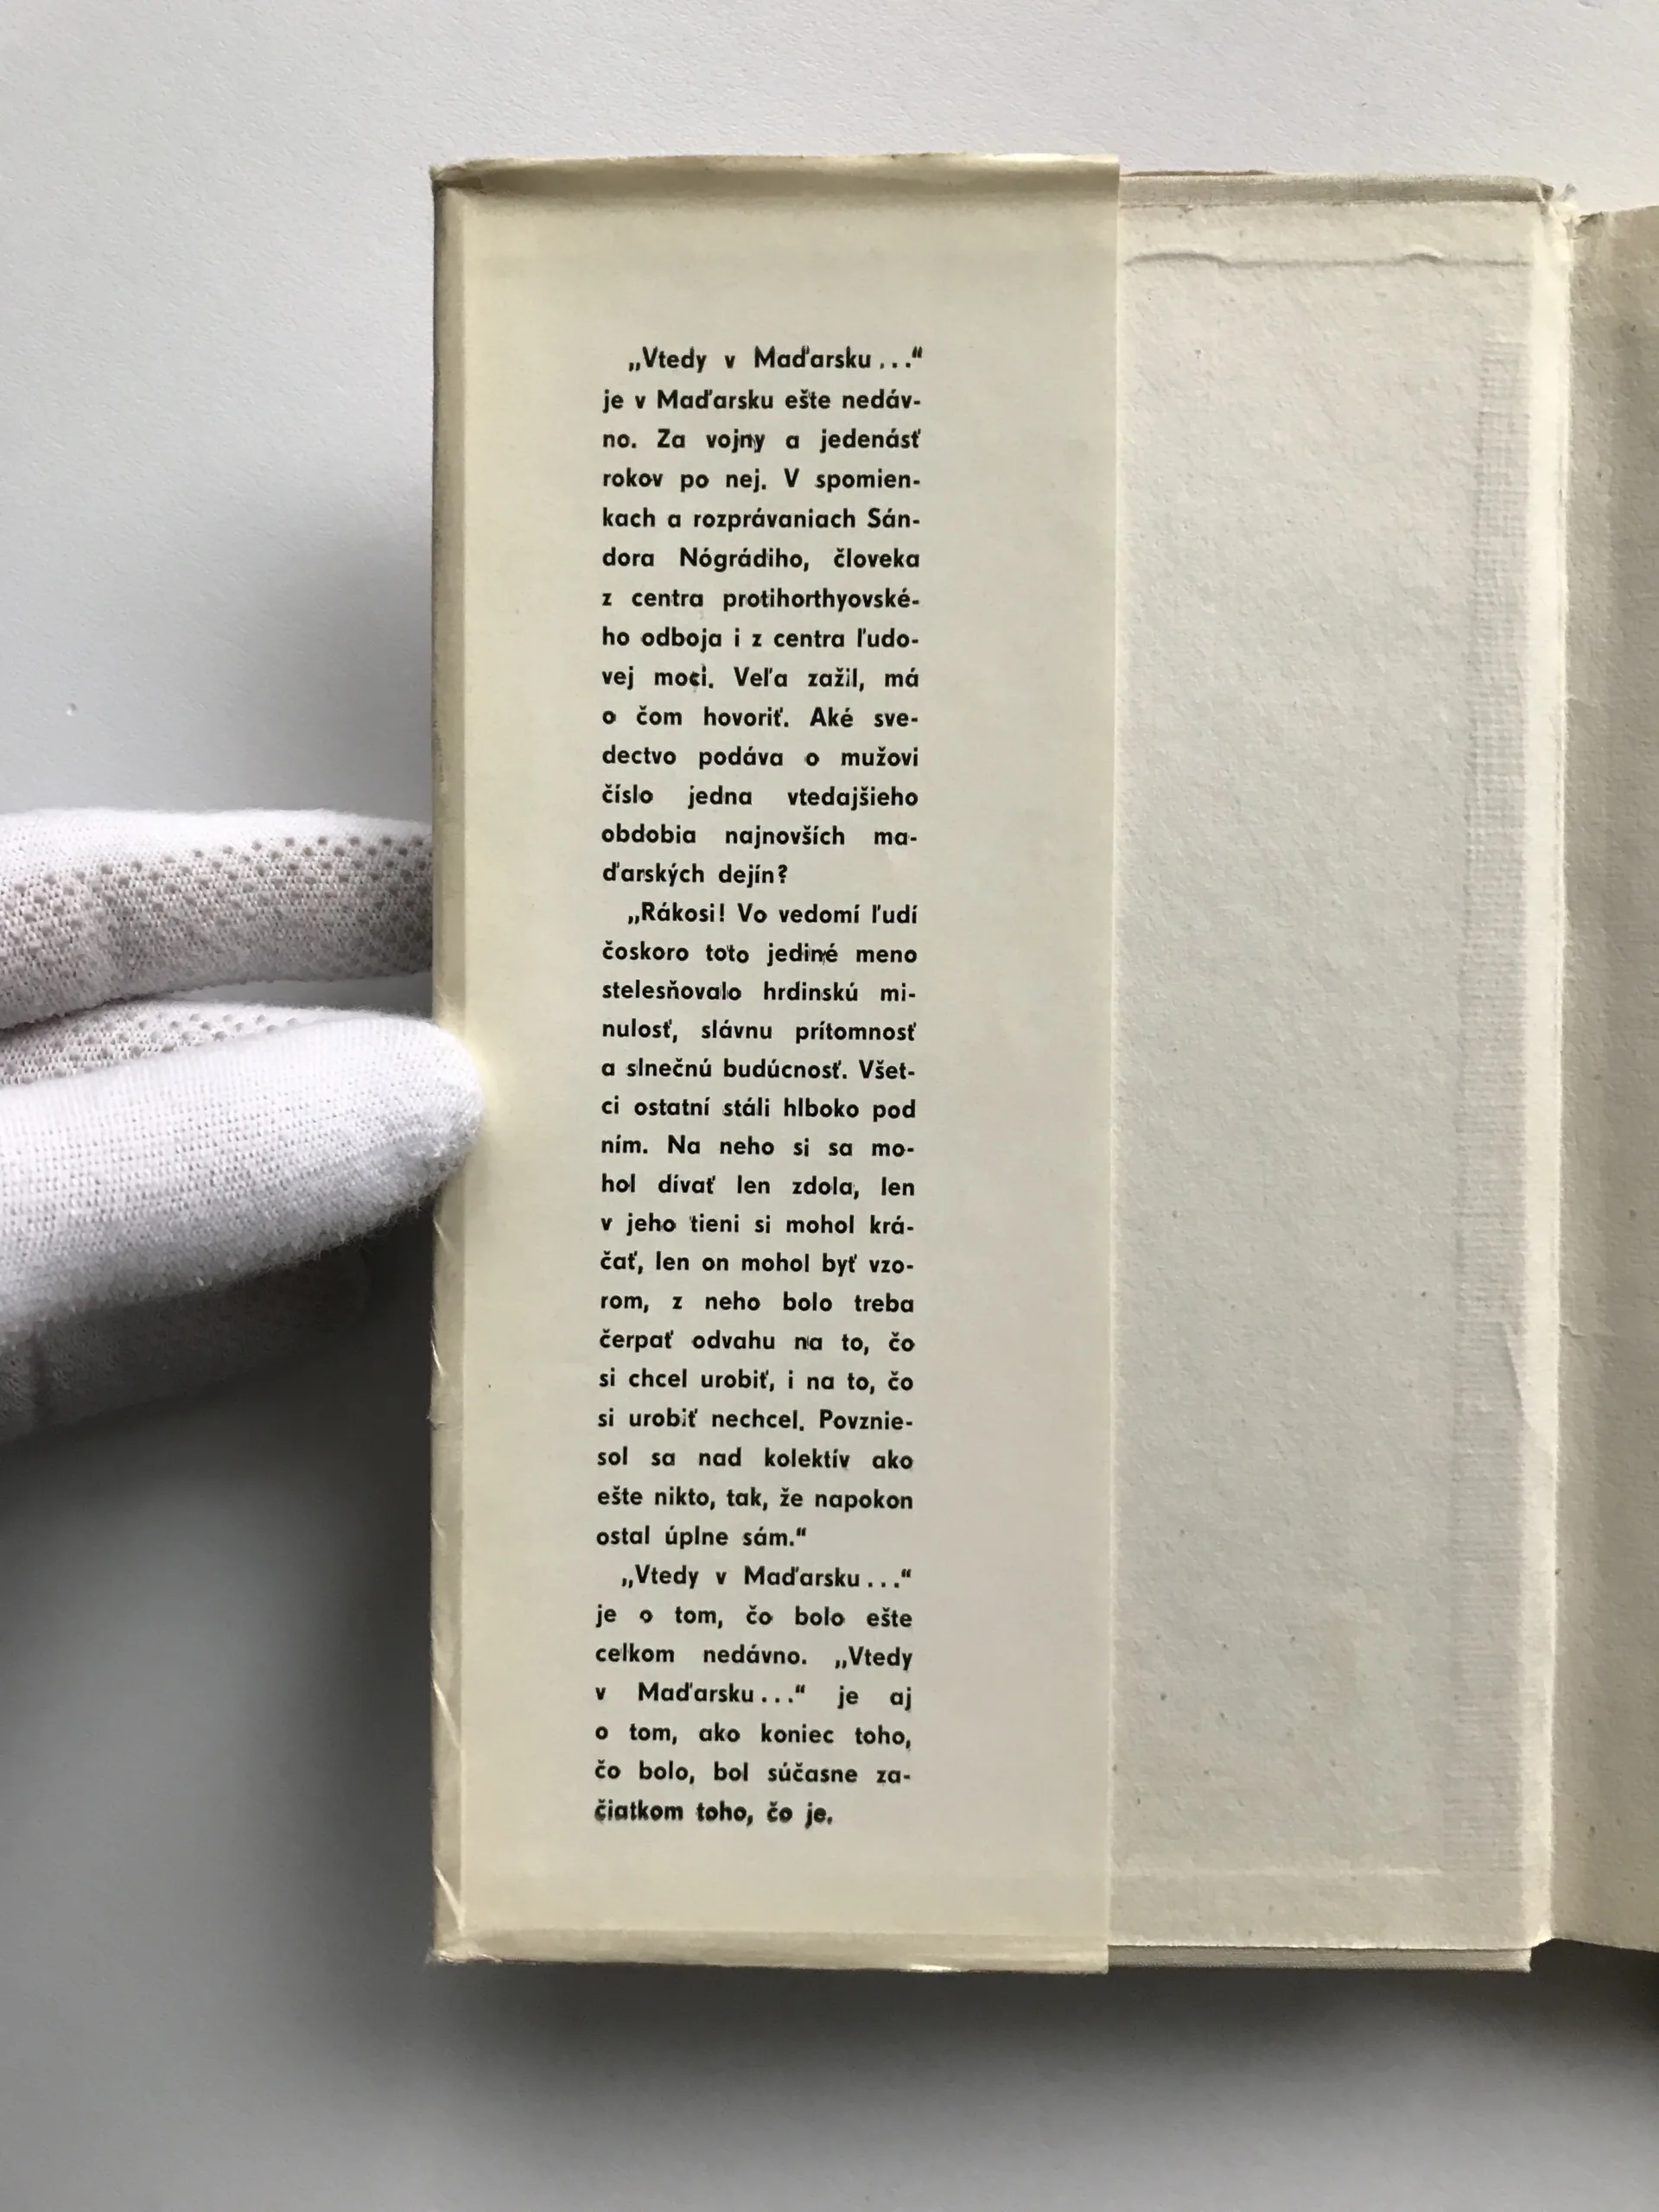 „Vtedy v Maďarsku..."
je v Maďarsku ešte nedáv-
no. Za vojny a jedenásť
rokov po nej. V spomien-
kach a rozprávaniach Sán-
dora Nógrádiho, človeka
z centra protihorthyovské-
ho odboja i z centra ľudo-
vej moci. Veľa zažil, má
o čom hovoriť. Aké sve-
dectvo podáva o mužovi
číslo jedna vtedajšieho
obdobia najnovších ma-
ďarských dejín?
„Rákosi! Vo vedomí ľudí
čoskoro toto jediné meno
stelesňovalo hrdinskú mi-
nulosť, slávnu prítomnosť
a slnečnú budúcnosť. Všet-
ci ostatní stáli hlboko pod
ním. Na neho si sa mo-
hol dívať len zdola, len
v jeho tieni si mohol krá-
čať, len on mohol byť vzo-
rom, z neho bolo treba
čerpať odvahu na to, čo
si chcel urobiť, i na to, čo
si urobiť nechcel. Povznie-
sol sa nad kolektív ako
ešte nikto, tak, že napokon
ostal úplne sám.“
„Vtedy v Maďarsku...“
je o tom, čo bolo ešte
celkom nedávno. „Vtedy
v Maďarsku...“ je aj
o tom, ako koniec toho,
čo bolo, bol súčasne za-
čiatkom toho, čo je.